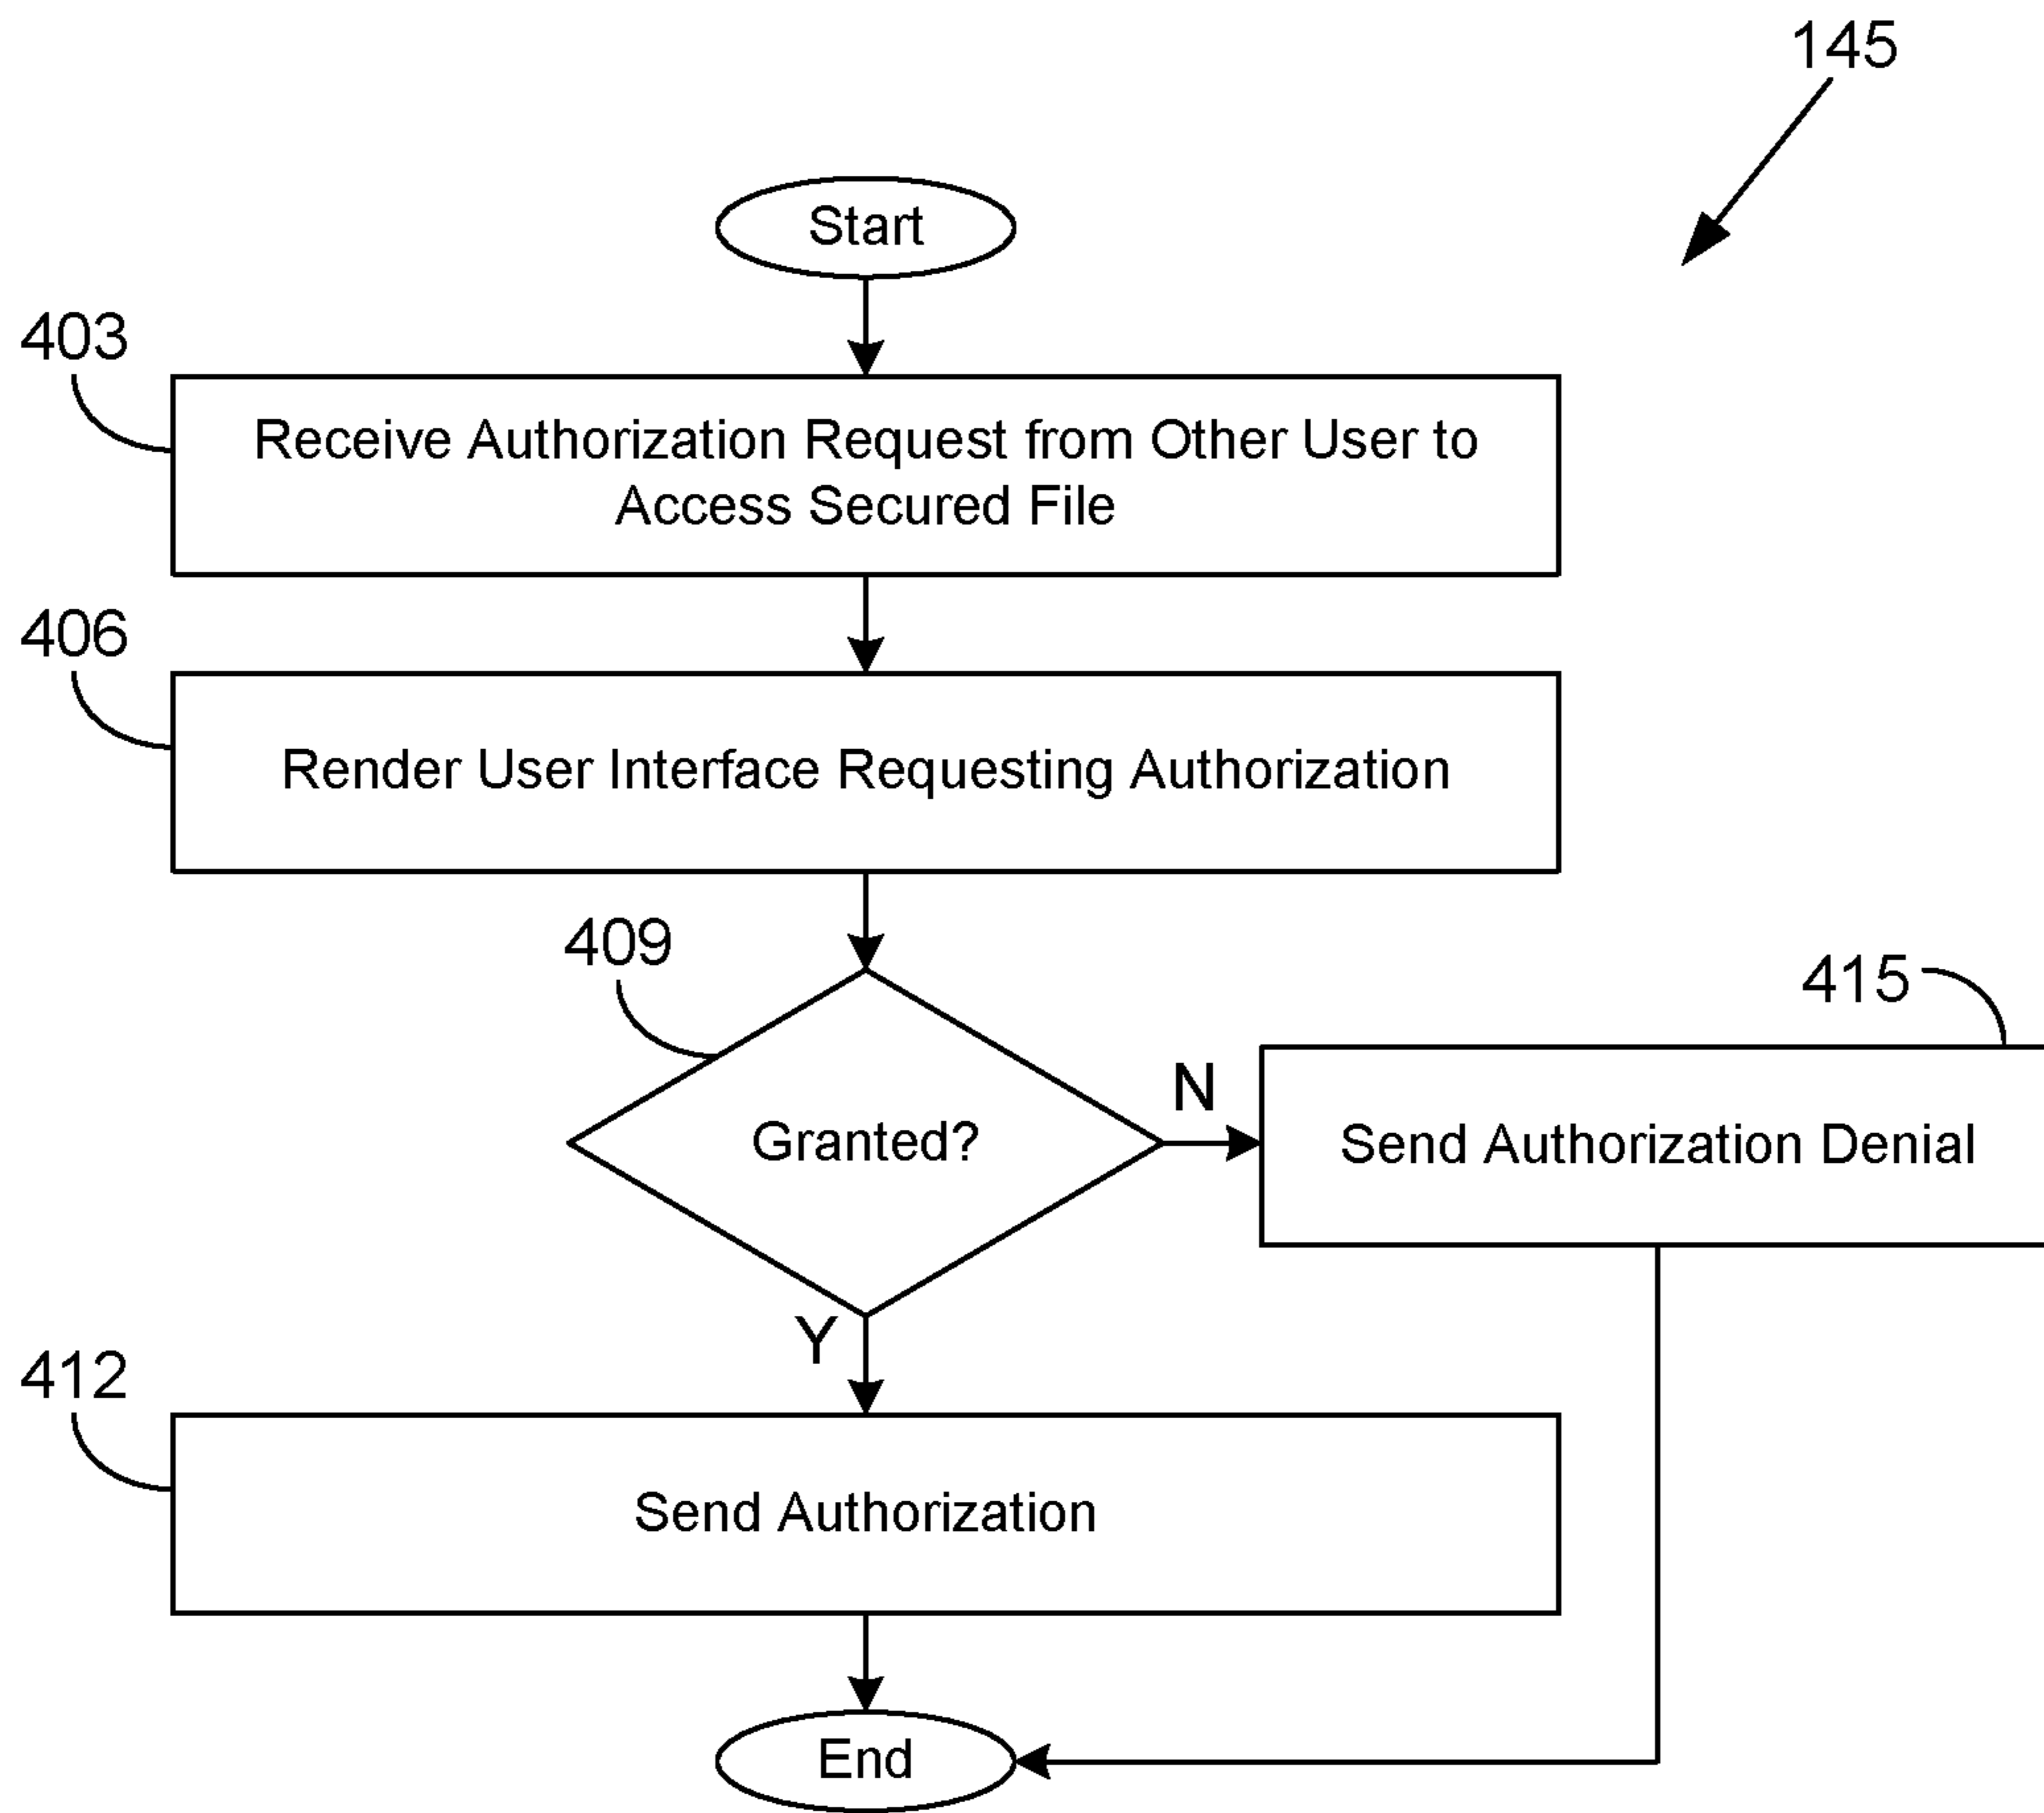 145
Start
403
Receive Authorization Request from Other User to
Access Secured File
406
Render User Interface Requesting Authorization
409
415
N
Granted?
Send Authorization Denial
Y
412
Send Authorization
End